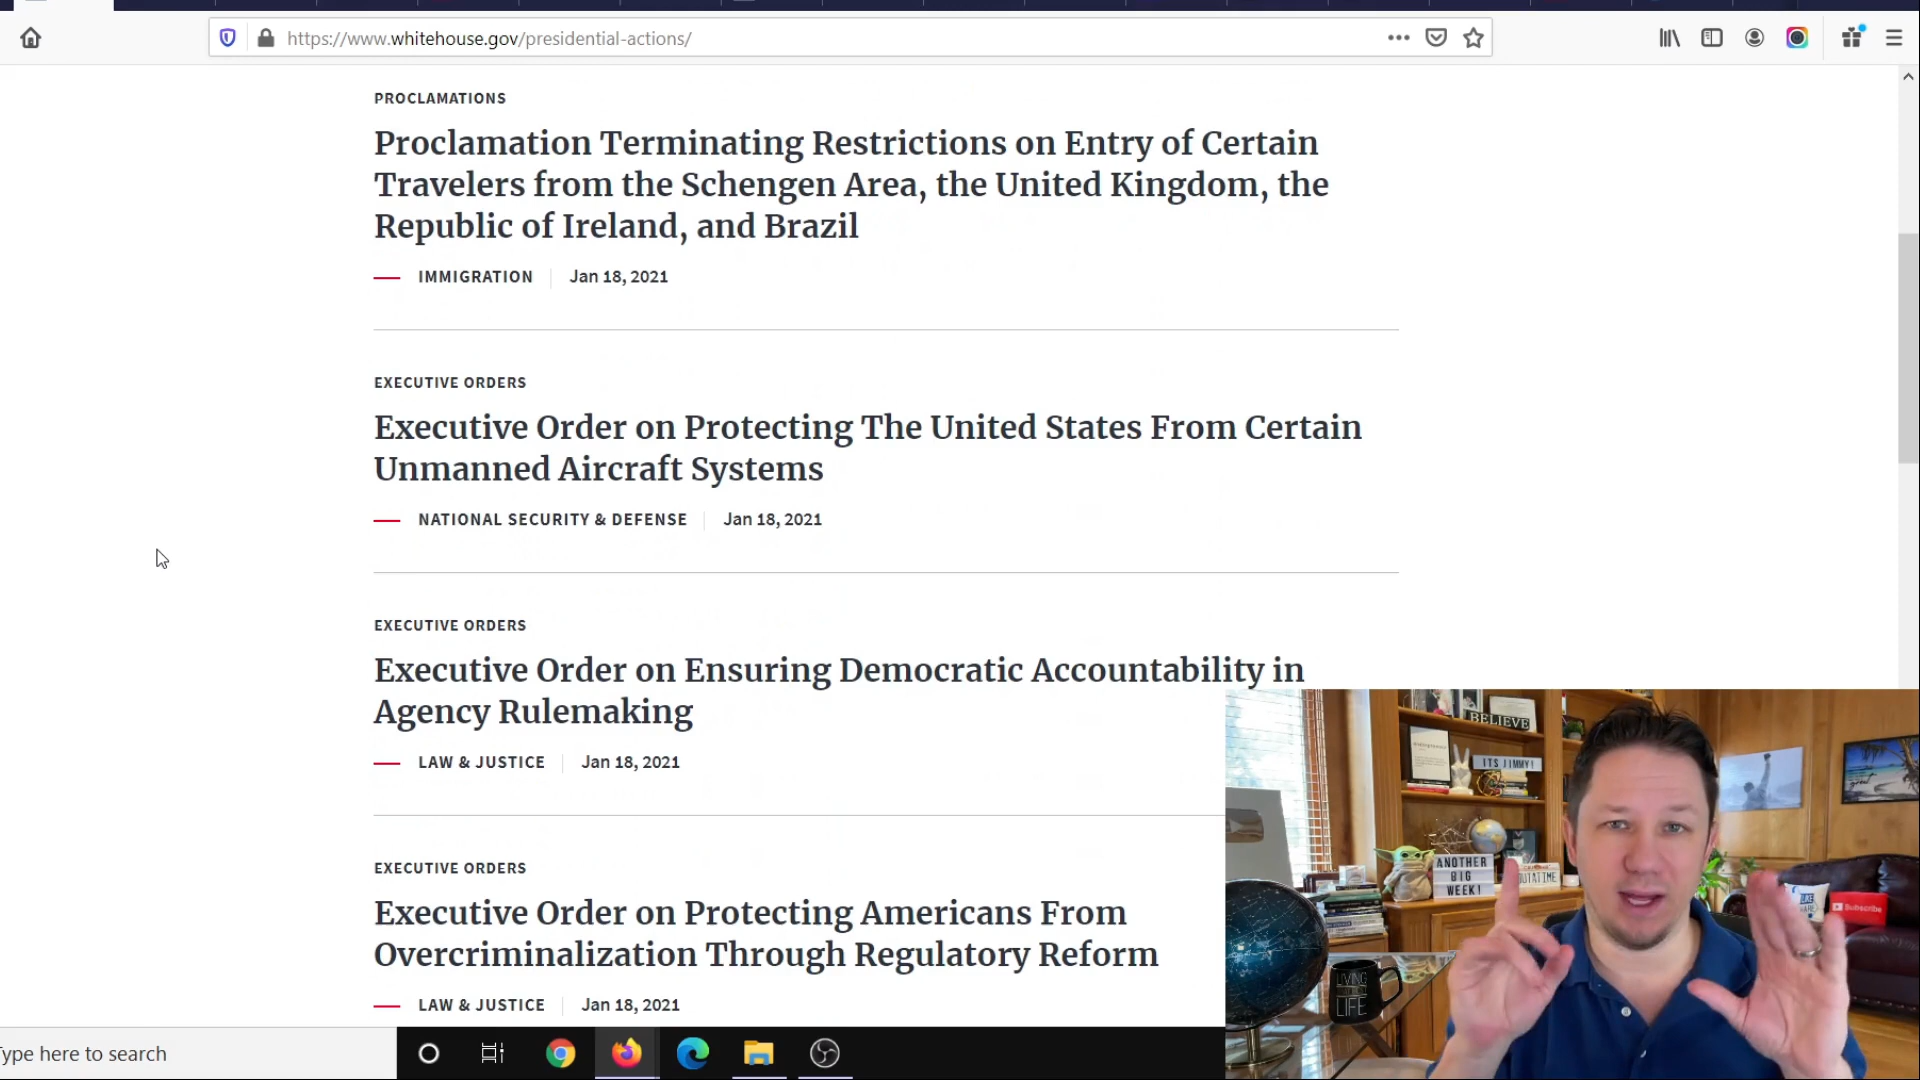 https://www.whitehouse.gov/presidential-actions/
PROCLAMATIONS
Proclamation Terminating Restrictions on Entry of Certain
Travelers from the Schengen Area, the United Kingdom, the
Republic of Ireland, and Brazil
IMMIGRATION Jan 18, 2021
EXECUTIVE ORDERS
Executive Order on Protecting The United States From Certain
Unmanned Aircraft Systems
NATIONAL SECURITY & DEFENSE Jan 18, 2021
EXECUTIVE ORDERS
Executive Order on Ensuring Democratic Accountability in
Agency Rulemaking
LAW & JUSTICE Jan 18, 2021
EXECUTIVE ORDERS
Executive Order on Protecting Americans From
Overcriminalization Through Regulatory Reform
LAW & JUSTICE Jan 18, 2021
BELIEVE
ITS JIMMY!
ANOTHER
BIG
WEEK!
Subscribe
LIVING
LIFE
Type here to search